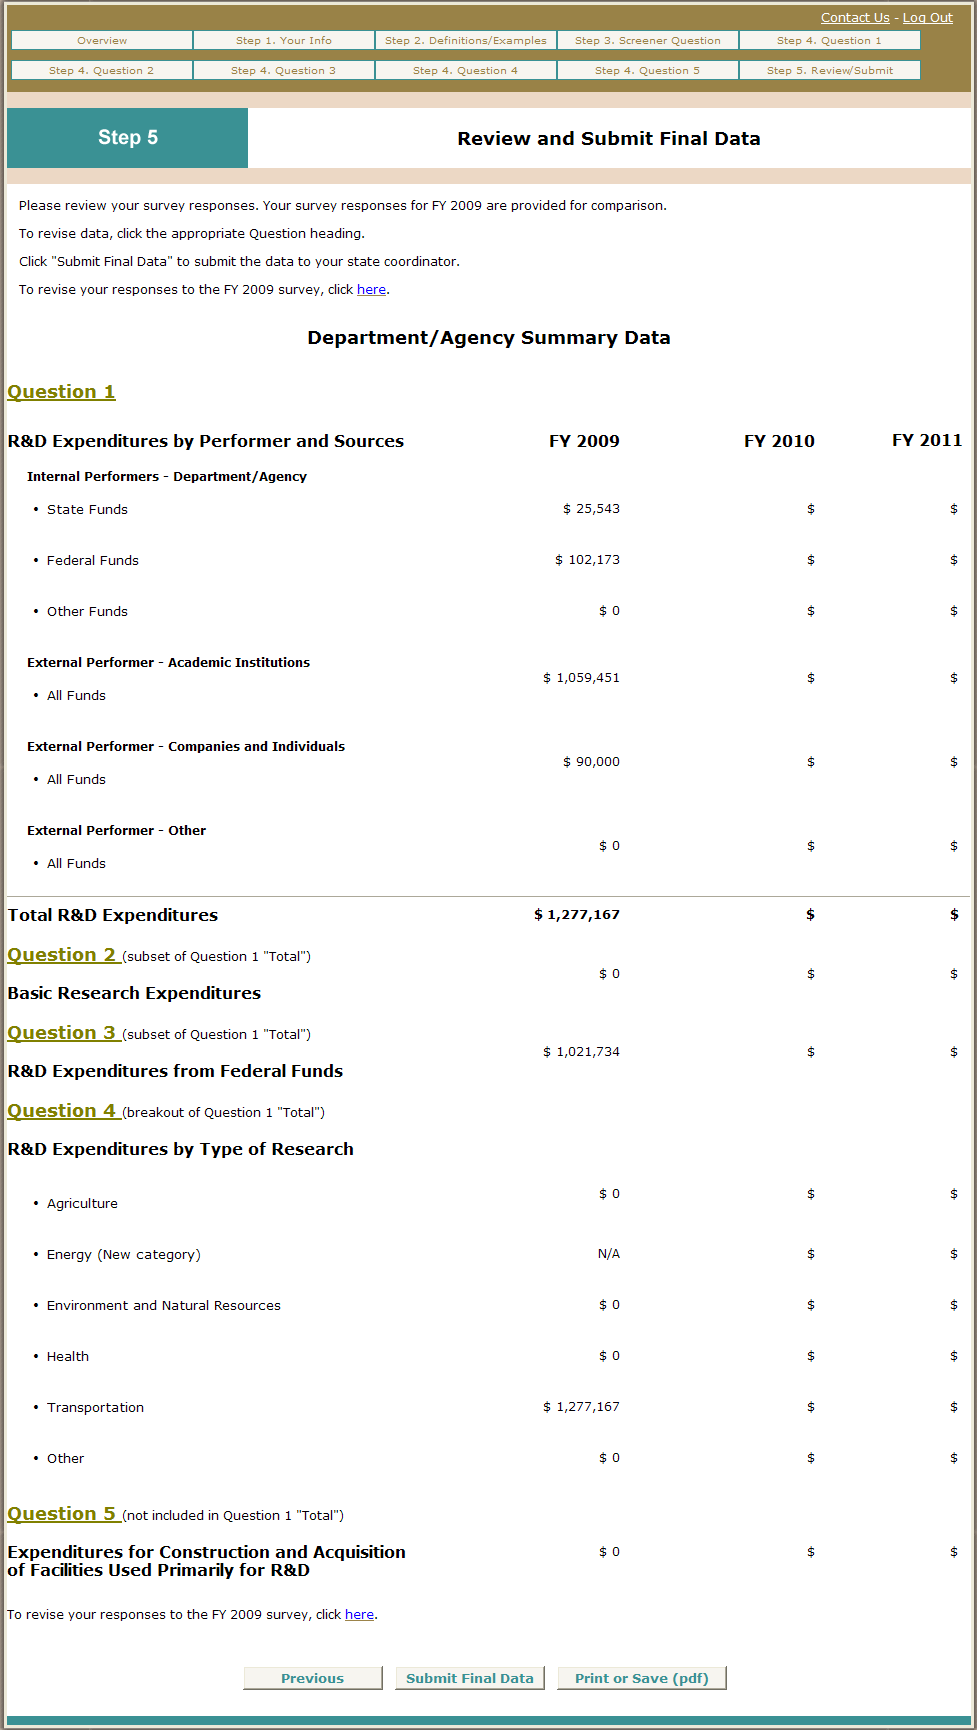 Contact Us - Log Out
Overview Step 1. Your Info Step 2. Definitions/Examples Step 3. Screener Question Step 4. Question 1
Step 4. Question 2 Step 4. Question 3 Step 4. Question 4 Step 4. Question 5 Step 5. Review/Submit
Step 5 Review and Submit Final Data
Please review your survey responses. Your survey responses for FY 2009 are provided for comparison.
To revise data, click the appropriate Question heading.
Click "Submit Final Data" to submit the data to your state coordinator.
To revise your responses to the FY 2009 survey, click here.
Department/Agency Summary Data
Question 1
R&D Expenditures by Performer and Sources FY 2009 FY 2010 FY 2011
Internal Performers - Department/Agency
• State Funds $ 25,543 $ $
• Federal Funds $ 102,173 $ $
• Other Funds $ 0 $ $
External Performer - Academic Institutions
$ 1,059,451 $ $
• All Funds
External Performer - Companies and Individuals
$ 90,000 $ $
• All Funds
External Performer - Other
$ 0 $ $
• All Funds
Total R&D Expenditures $ 1,277,167 $ $
Question 2 (subset of Question 1 "Total")
$ 0 $ $
Basic Research Expenditures
Question 3 (subset of Question 1 "Total")
$ 1,021,734 $ $
R&D Expenditures from Federal Funds
Question 4 (breakout of Question 1 "Total")
R&D Expenditures by Type of Research
• Agriculture $ 0 $ $
• Energy (New category) N/A $ $
• Environment and Natural Resources $ 0 $ $
• Health $ 0 $ $
• Transportation $ 1,277,167 $ $
• Other $ 0 $ $
Question 5 (not included in Question 1 "Total")
Expenditures for Construction and Acquisition $ 0 $ $
of Facilities Used Primarily for R&D
To revise your responses to the FY 2009 survey, click here.
Previous Submit Final Data Print or Save (pdf)